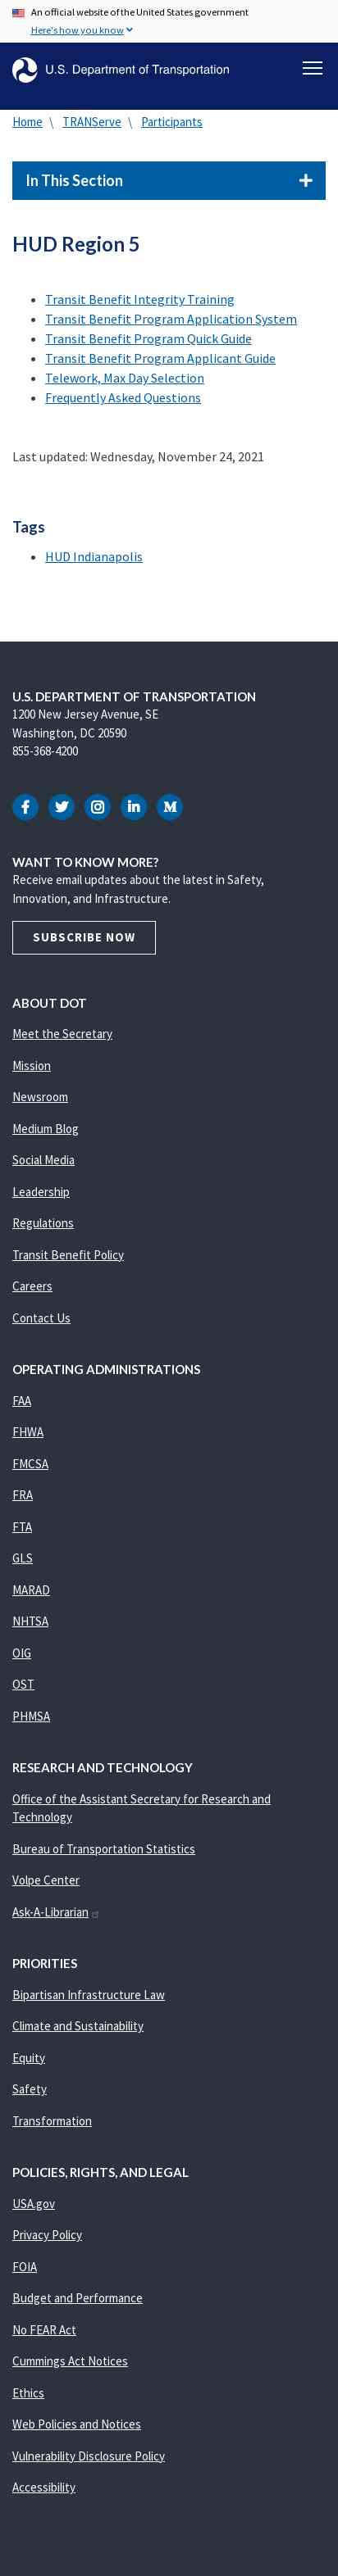 An official website of the United States government
Here's how you know
U.S. Department of Transportation
Home \ TRANServe \ Participants
In This Section
HUD Region 5
Transit Benefit Integrity Training
Transit Benefit Program Application System
Transit Benefit Program Quick Guide
Transit Benefit Program Applicant Guide
Telework, Max Day Selection
Frequently Asked Questions
Last updated: Wednesday, November 24, 2021
Tags
HUD Indianapolis
U.S. DEPARTMENT OF TRANSPORTATION
1200 New Jersey Avenue, SE
Washington, DC 20590
855-368-4200
WANT TO KNOW MORE?
Receive email updates about the latest in Safety,
Innovation, and Infrastructure.
SUBSCRIBE NOW
ABOUT DOT
Meet the Secretary
Mission
Newsroom
Medium Blog
Social Media
Leadership
Regulations
Transit Benefit Policy
Careers
Contact Us
OPERATING ADMINISTRATIONS
FAA
FHWA
FMCSA
FRA
FTA
GLS
MARAD
NHTSA
OIG
OST
PHMSA
RESEARCH AND TECHNOLOGY
Office of the Assistant Secretary for Research and
Technology
Bureau of Transportation Statistics
Volpe Center
Ask-A-Librarian
PRIORITIES
Bipartisan Infrastructure Law
Climate and Sustainability
Equity
Safety
Transformation
POLICIES, RIGHTS, AND LEGAL
USA.gov
Privacy Policy
FOIA
Budget and Performance
No FEAR Act
Cummings Act Notices
Ethics
Web Policies and Notices
Vulnerability Disclosure Policy
Accessibility